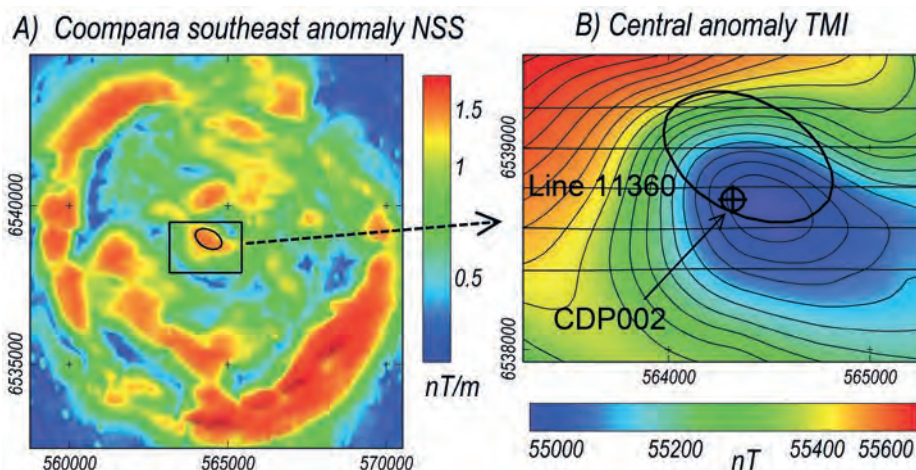 A) Coompana southeast anomaly NSS
6540000
6535000
560000
565000
570000
1.5
1
0.5
nT/m
B) Central anomaly TMI
6539000
6538000
Line 11360
CDP002
564000
565000
55000
55200
55400
55600
nT